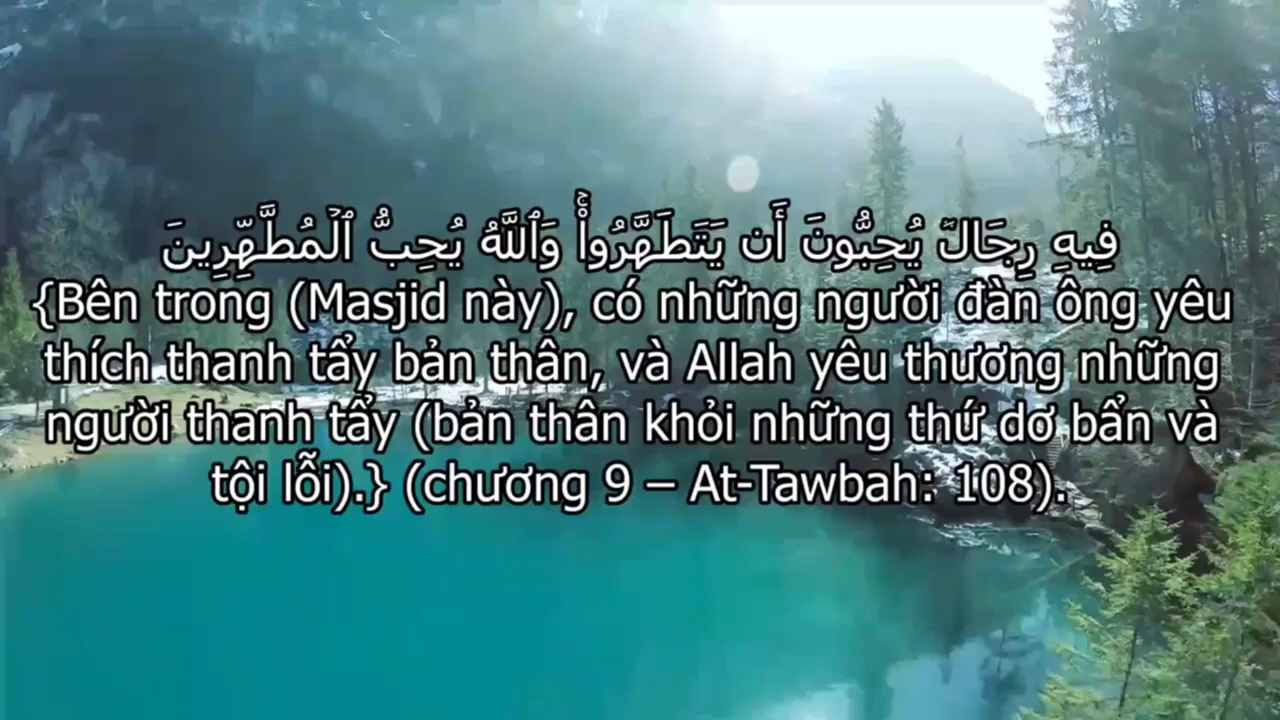 فِيهِ رِجَالٞ يُحِبُّونَ أَن يَتَطَهَّرُواْۚ وَٱللَّهُ يُحِبُّ ٱلۡمُطَّهِّرِينَ
{Bên trong (Masjid này), có những người đàn ông yêu
thích thanh tẩy bản thân, và Allah yêu thương những
người thanh tẩy (bản thân khỏi những thứ dơ bẩn và
tội lỗi).} (chương 9 – At-Tawbah: 108).